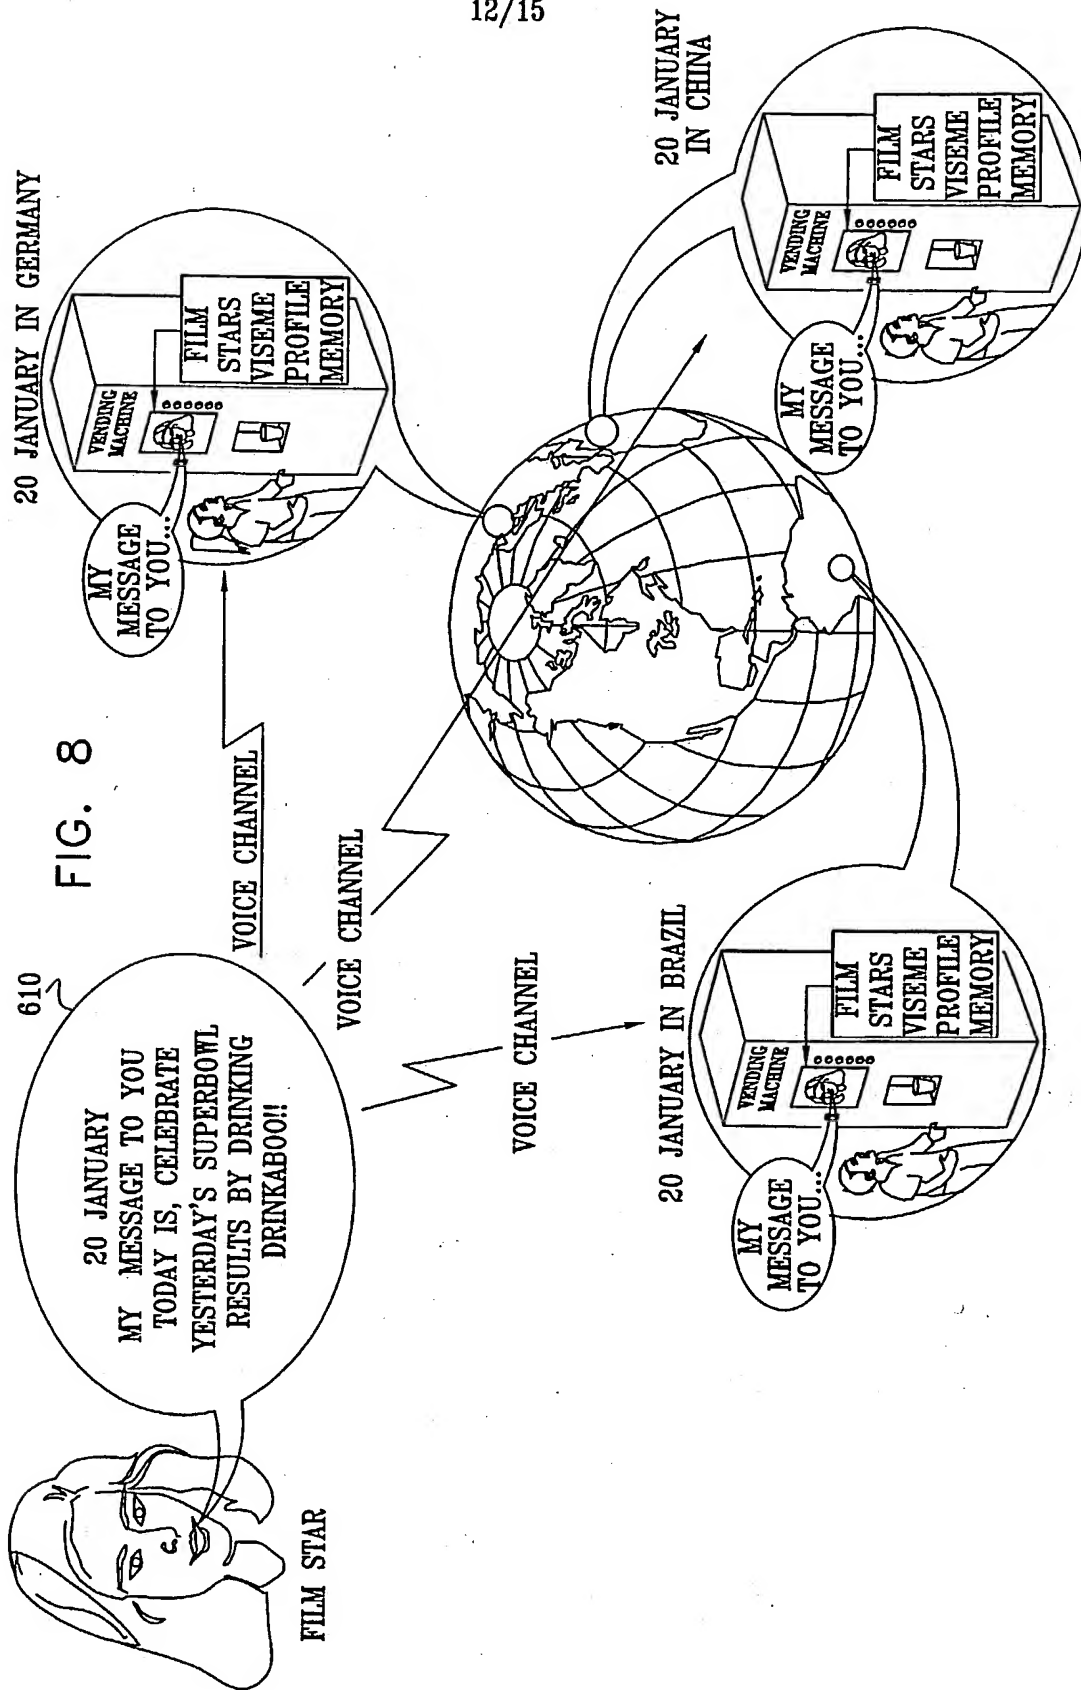 12/15
FIG. 8
610
20 JANUARY
MY MESSAGE TO YOU
TODAY IS, CELEBRATE
YESTERDAY'S SUPERBOWL
RESULTS BY DRINKING
DRINKABOO!!
FILM STAR
VOICE CHANNEL
VOICE CHANNEL
VOICE CHANNEL
20 JANUARY IN GERMANY
MY
MESSAGE
TO YOU...
VENDING
MACHINE
FILM
STARS
VISEME
PROFILE
MEMORY
20 JANUARY IN BRAZIL
MY
MESSAGE
TO YOU...
VENDING
MACHINE
FILM
STARS
VISEME
PROFILE
MEMORY
20 JANUARY
IN CHINA
MY
MESSAGE
TO YOU...
VENDING
MACHINE
FILM
STARS
VISEME
PROFILE
MEMORY